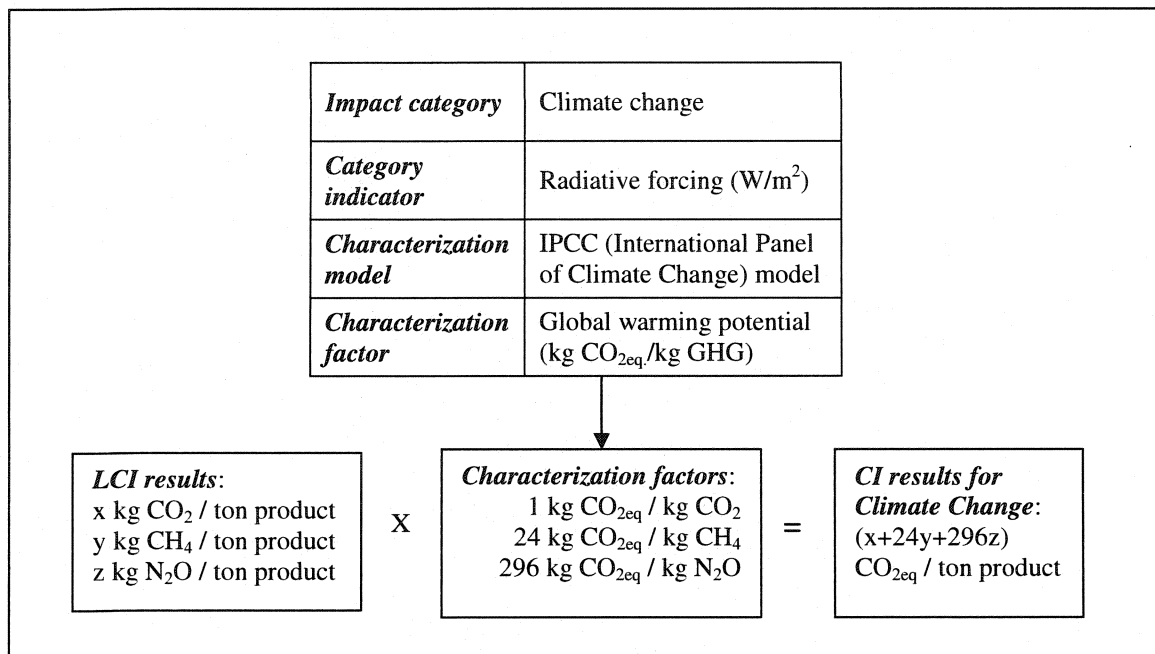 Impact category Climate change
Category indicator Radiative forcing (W/m²)
Characterization model IPCC (International Panel of Climate Change) model
Characterization factor Global warming potential (kg CO₂eq./kg GHG)
LCI results:
x kg CO₂ / ton product
y kg CH₄ / ton product
z kg N₂O / ton product
X
Characterization factors:
1 kg CO₂eq / kg CO₂
24 kg CO₂eq / kg CH₄
296 kg CO₂eq / kg N₂O
=
CI results for
Climate Change:
(x+24y+296z)
CO₂eq / ton product